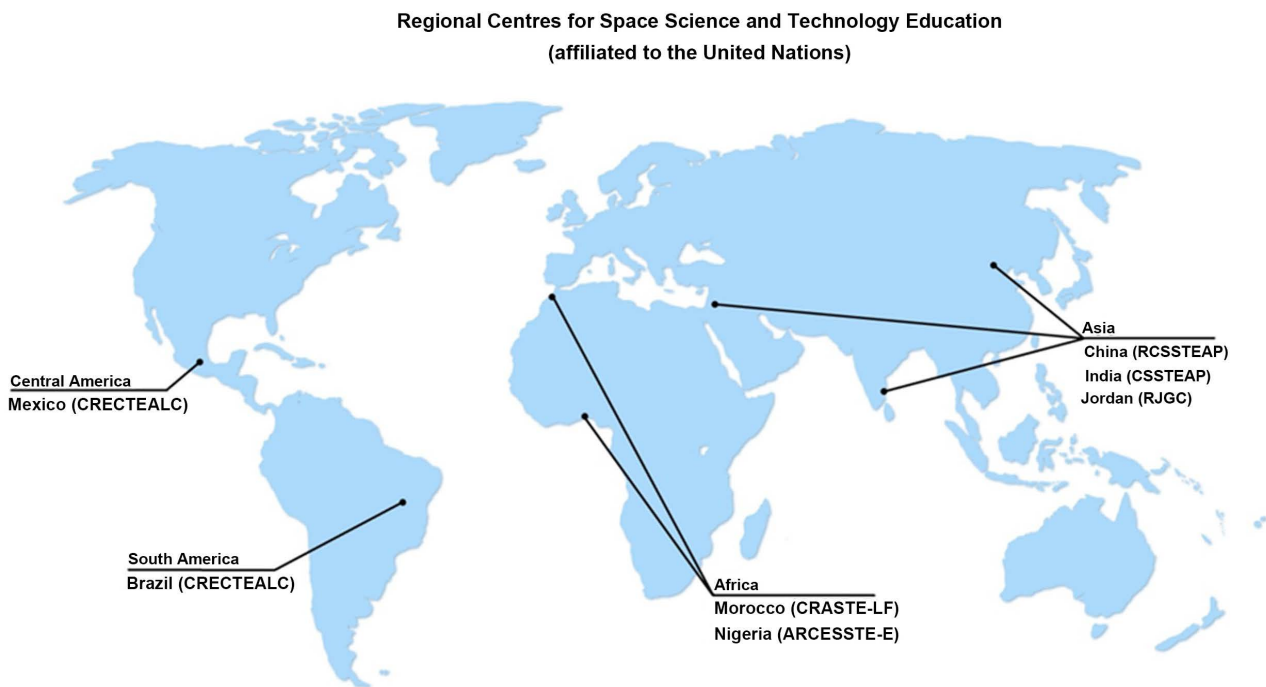 Regional Centres for Space Science and Technology Education
(affiliated to the United Nations)
Asia
China (RCSSTEAP)
India (CSSTEAP)
Jordan (RJGC)
Central America
Mexico (CRECTEALC)
South America
Brazil (CRECTEALC)
Africa
Morocco (CRASTE-LF)
Nigeria (ARCESSTE-E)